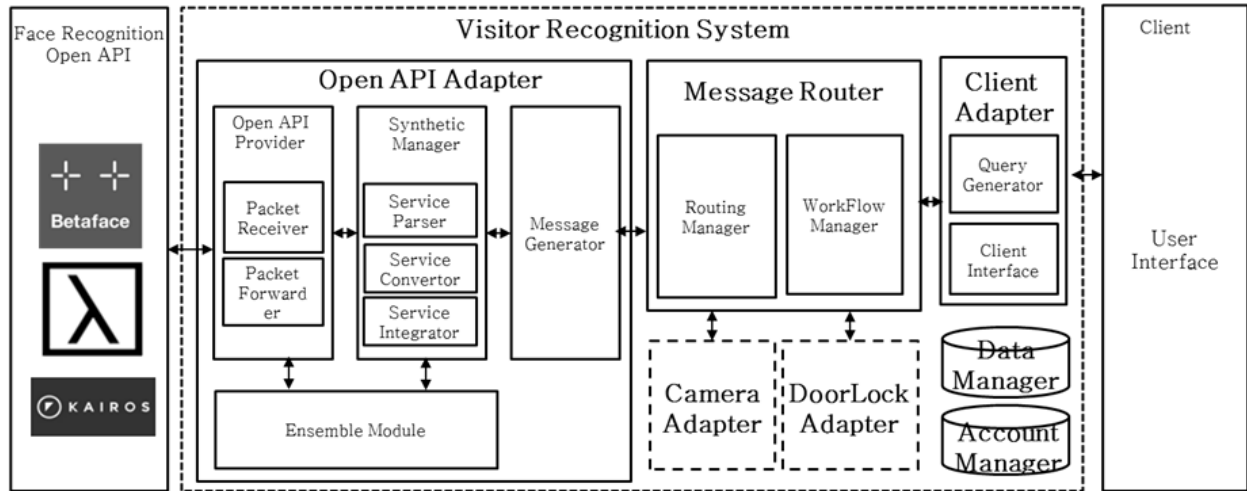 Face Recognition
Open API
Betaface
λ
KAIROS
Visitor Recognition System
Open API Adapter
Open API
Provider
Packet
Receiver
Packet
Forward
er
Synthetic
Manager
Service
Parser
Service
Convertor
Service
Integrator
Message
Generator
Ensemble Module
Message Router
Routing
Manager
WorkFlow
Manager
Camera
Adapter
DoorLock
Adapter
Client
Adapter
Query
Generator
Client
Interface
Data
Manager
Account
Manager
Client
User
Interface